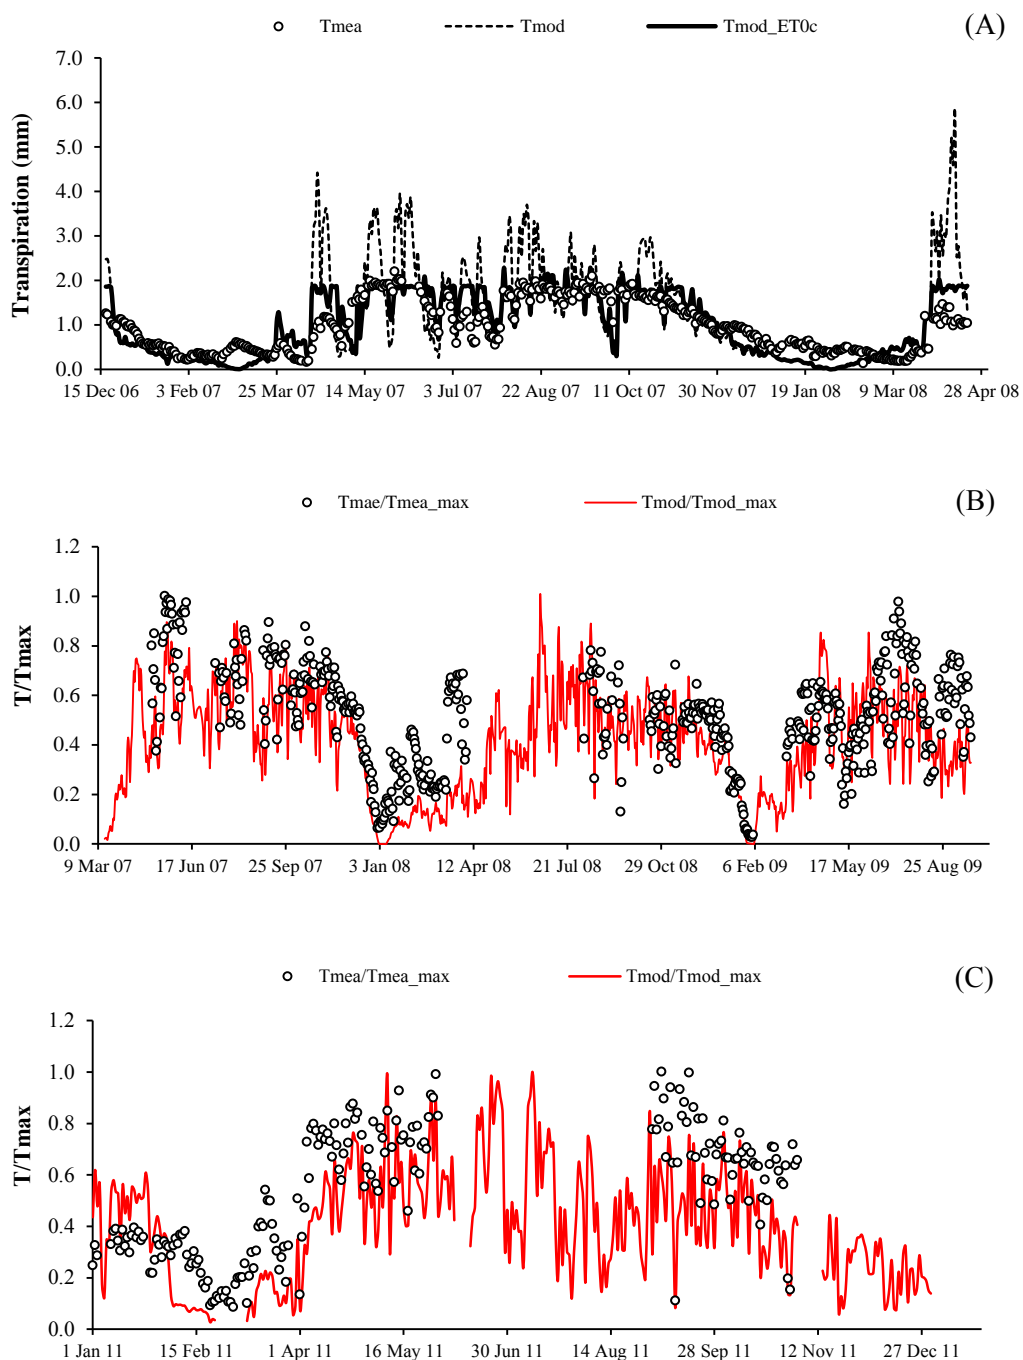 Tmea Tmod Tmod_ET0c (A)
7.0
6.0
5.0
4.0
3.0
2.0
1.0
0.0
Transpiration (mm)
15 Dec 06 3 Feb 07 25 Mar 07 14 May 07 3 Jul 07 22 Aug 07 11 Oct 07 30 Nov 07 19 Jan 08 9 Mar 08 28 Apr 08
Tmae/Tmea_max Tmod/Tmod_max (B)
1.2
1.0
0.8
0.6
0.4
0.2
0.0
T/Tmax
9 Mar 07 17 Jun 07 25 Sep 07 3 Jan 08 12 Apr 08 21 Jul 08 29 Oct 08 6 Feb 09 17 May 09 25 Aug 09
Tmea/Tmea_max Tmod/Tmod_max (C)
1.2
1.0
0.8
0.6
0.4
0.2
0.0
T/Tmax
1 Jan 11 15 Feb 11 1 Apr 11 16 May 11 30 Jun 11 14 Aug 11 28 Sep 11 12 Nov 11 27 Dec 11